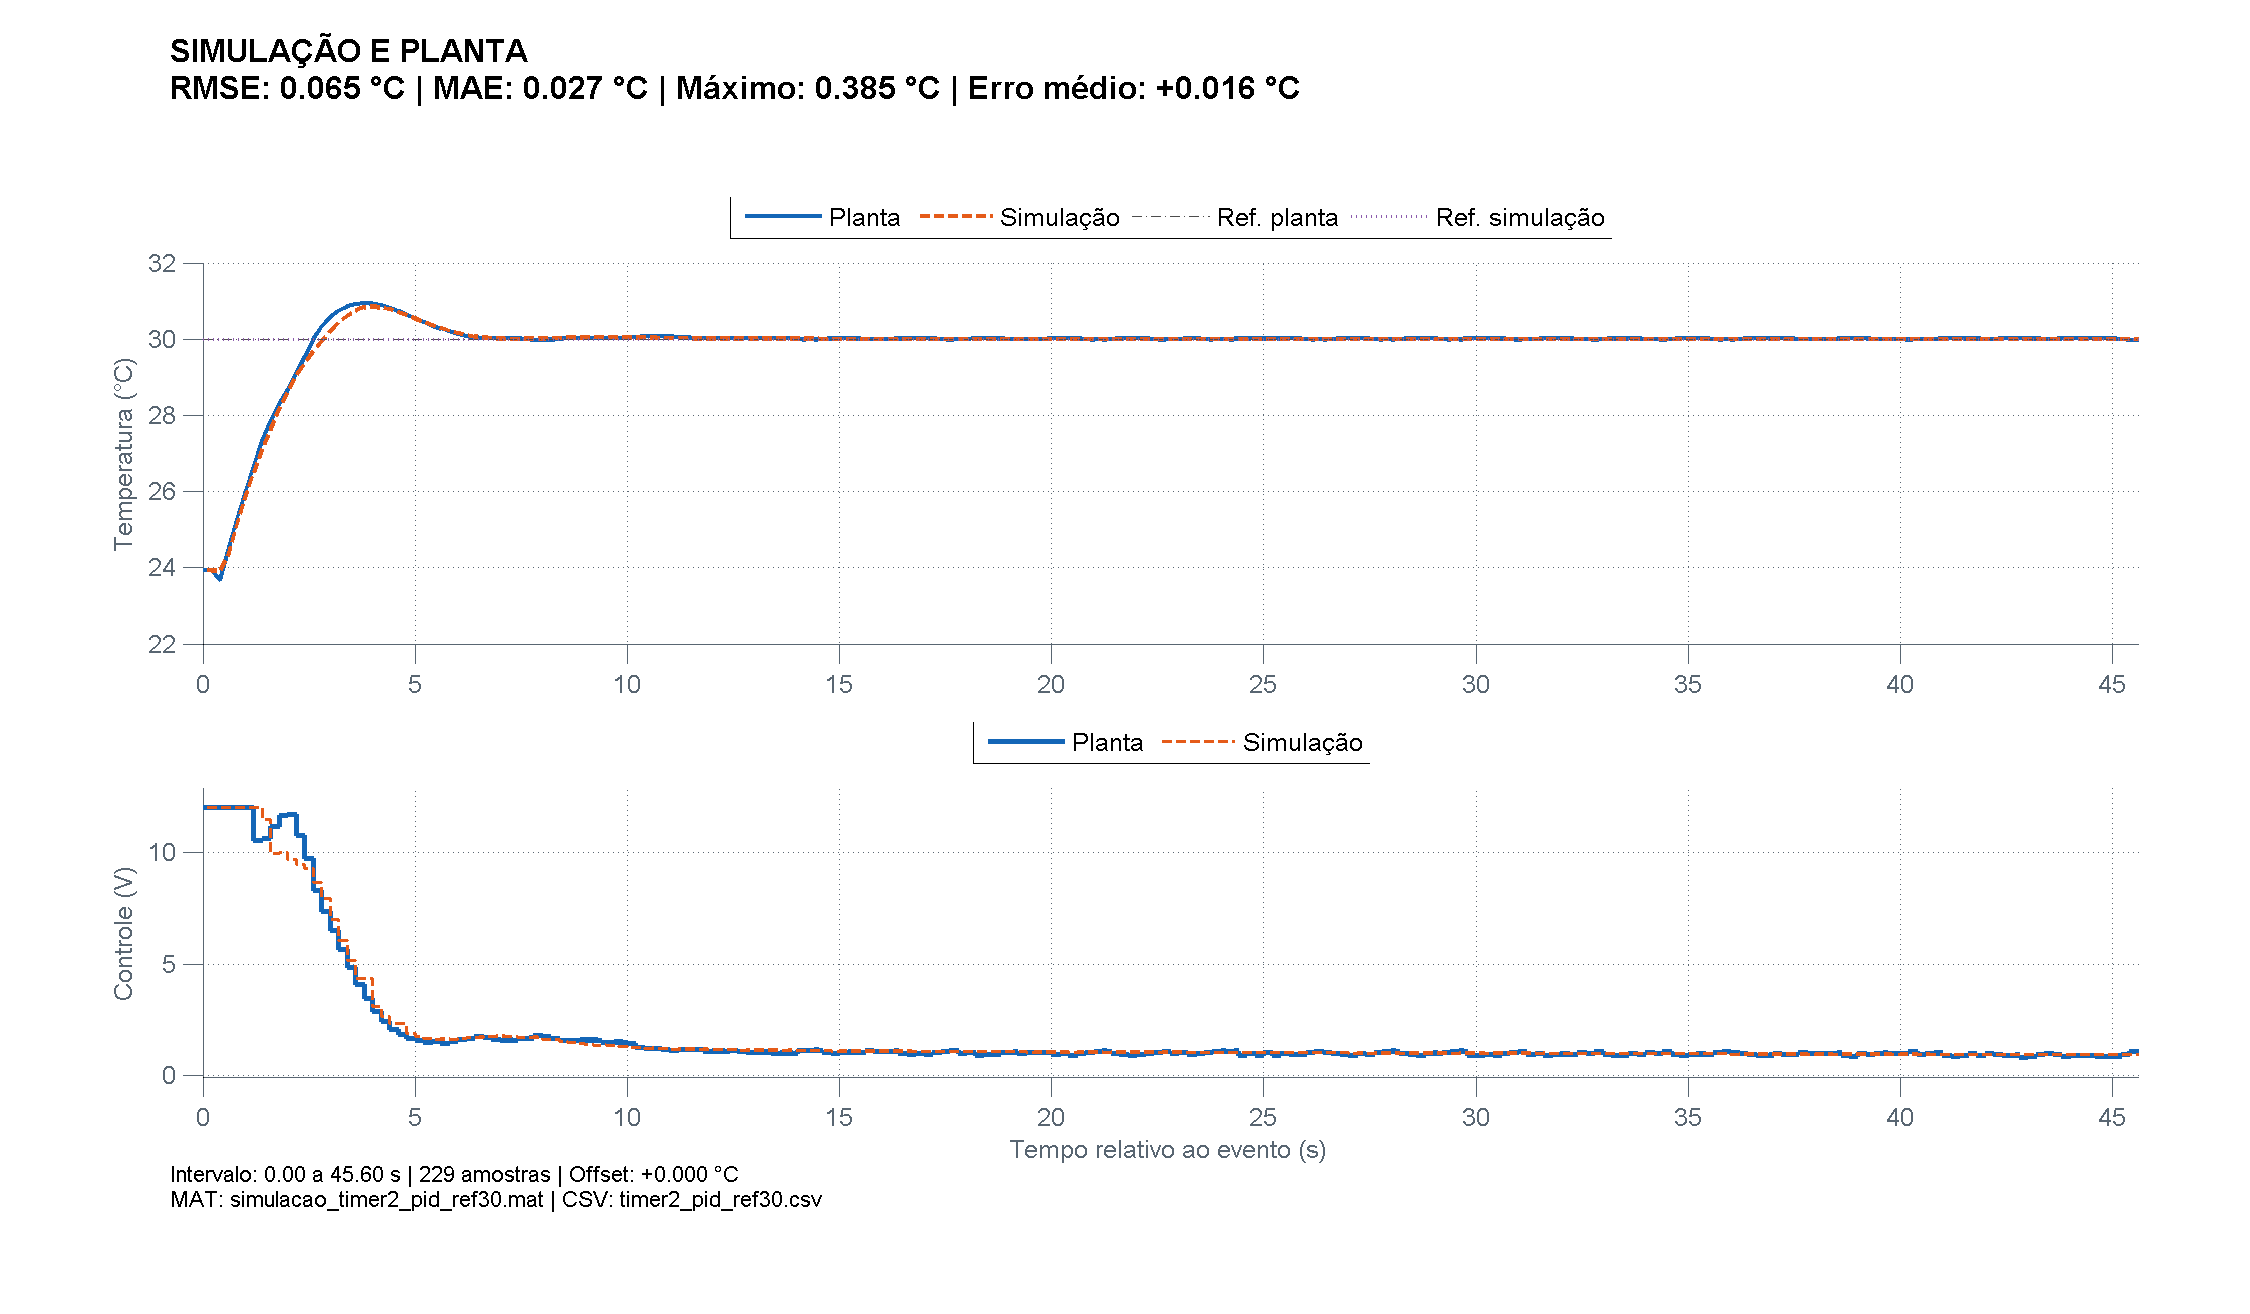 SIMULAÇÃO E PLANTA
RMSE: 0.065 °C | MAE: 0.027 °C | Máximo: 0.385 °C | Erro médio: +0.016 °C
Planta Simulação Ref. planta Ref. simulação
32
30
28
26
24
22
Temperatura (°C)
0 5 10 15 20 25 30 35 40 45
Planta Simulação
10
5
0
Controle (V)
0 5 10 15 20 25 30 35 40 45
Tempo relativo ao evento (s)
Intervalo: 0.00 a 45.60 s | 229 amostras | Offset: +0.000 °C
MAT: simulacao_timer2_pid_ref30.mat | CSV: timer2_pid_ref30.csv